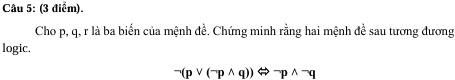 Câu 5: (3 điểm).
Cho p, q, r là ba biến của mệnh đề. Chứng minh rằng hai mệnh đề sau tương đương
logic.
¬(p ∨ (¬p ∧ q)) ⇔ ¬p ∧ ¬q